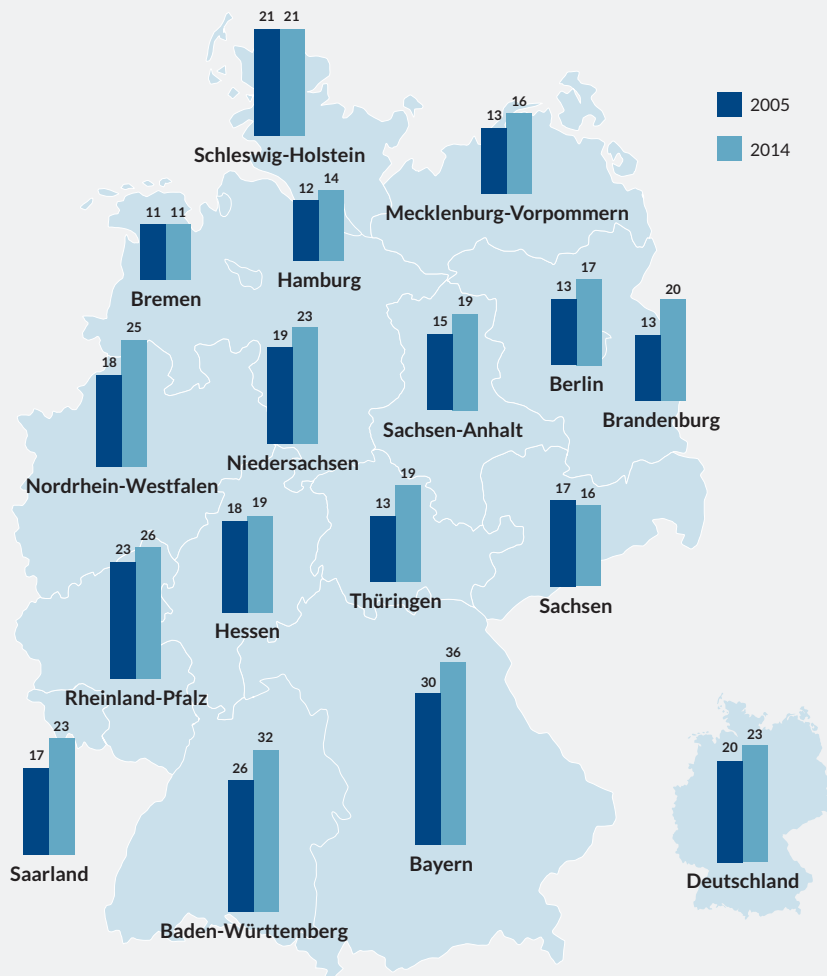 21 21
Schleswig-Holstein
2005
2014
13 16
Mecklenburg-Vorpommern
12 14
Hamburg
11 11
Bremen
13 17
Berlin
13 20
Brandenburg
15 19
Sachsen-Anhalt
19 23
Niedersachsen
18 25
Nordrhein-Westfalen
13 19
Thüringen
17 16
Sachsen
18 19
Hessen
23 26
Rheinland-Pfalz
30 36
Bayern
17 23
Saarland
26 32
Baden-Württemberg
20 23
Deutschland